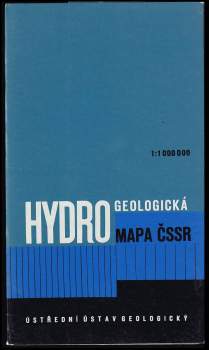 1:1 000 000
HYDRO GEOLOGICKÁ
MAPA ČSSR
ÚSTŘEDNÍ ÚSTAV GEOLOGICKÝ